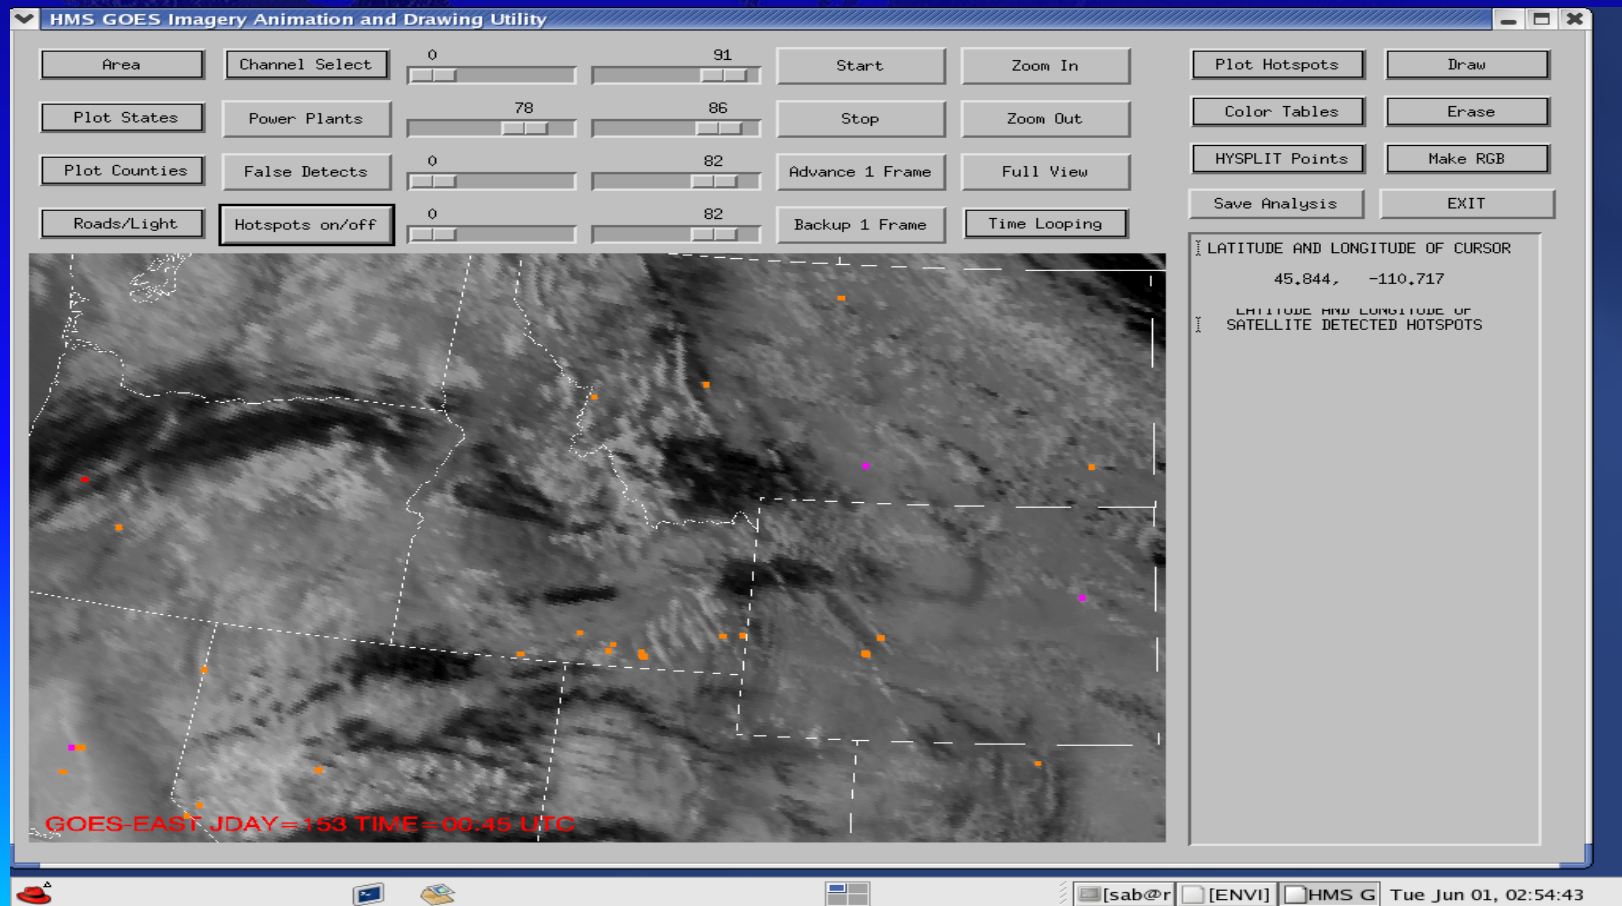 HMS GOES Imagery Animation and Drawing Utility
Area
Channel Select
0
91
Start
Zoom In
Plot Hotspots
Draw
Plot States
Power Plants
78
86
Stop
Zoom Out
Color Tables
Erase
Plot Counties
False Detects
0
82
Advance 1 Frame
Full View
HYSPLIT Points
Make RGB
Roads/Light
Hotspots on/off
0
82
Backup 1 Frame
Time Looping
Save Analysis
EXIT
LATITUDE AND LONGITUDE OF CURSOR
45.844, -110.717
LATITUDE AND LONGITUDE OF
SATELLITE DETECTED HOTSPOTS
GOES-EAST JDAY=153 TIME=00:45 UTC
[sab@r
[ENVI]
HMS G
Tue Jun 01, 02:54:43